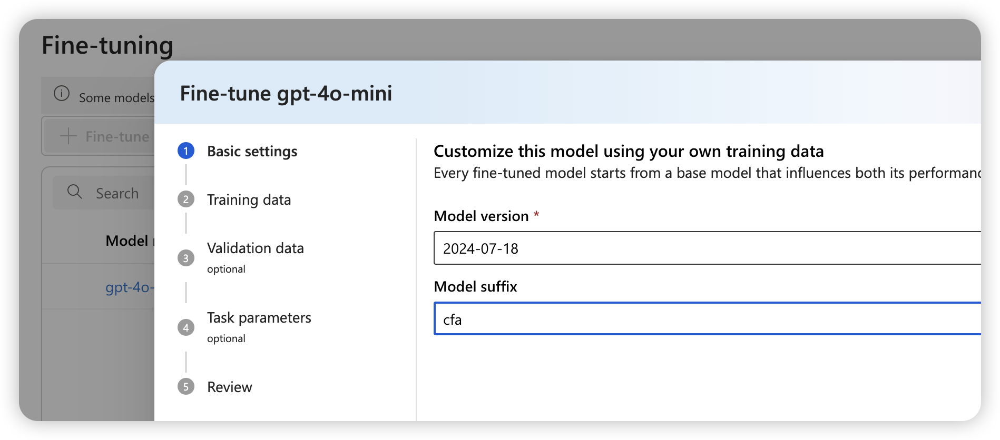 Fine-tuning
Some models
Fine-tune
Search
Model
gpt-4o-
Fine-tune gpt-4o-mini
1 Basic settings
2 Training data
3 Validation data
optional
4 Task parameters
optional
5 Review
Customize this model using your own training data
Every fine-tuned model starts from a base model that influences both its performanc
Model version *
2024-07-18
Model suffix
cfa